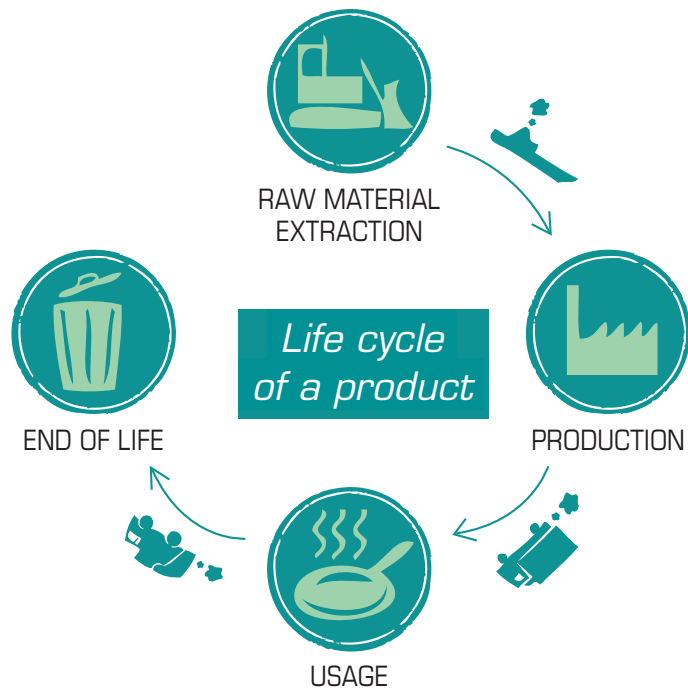 RAW MATERIAL
EXTRACTION
Life cycle
of a product
END OF LIFE
PRODUCTION
USAGE